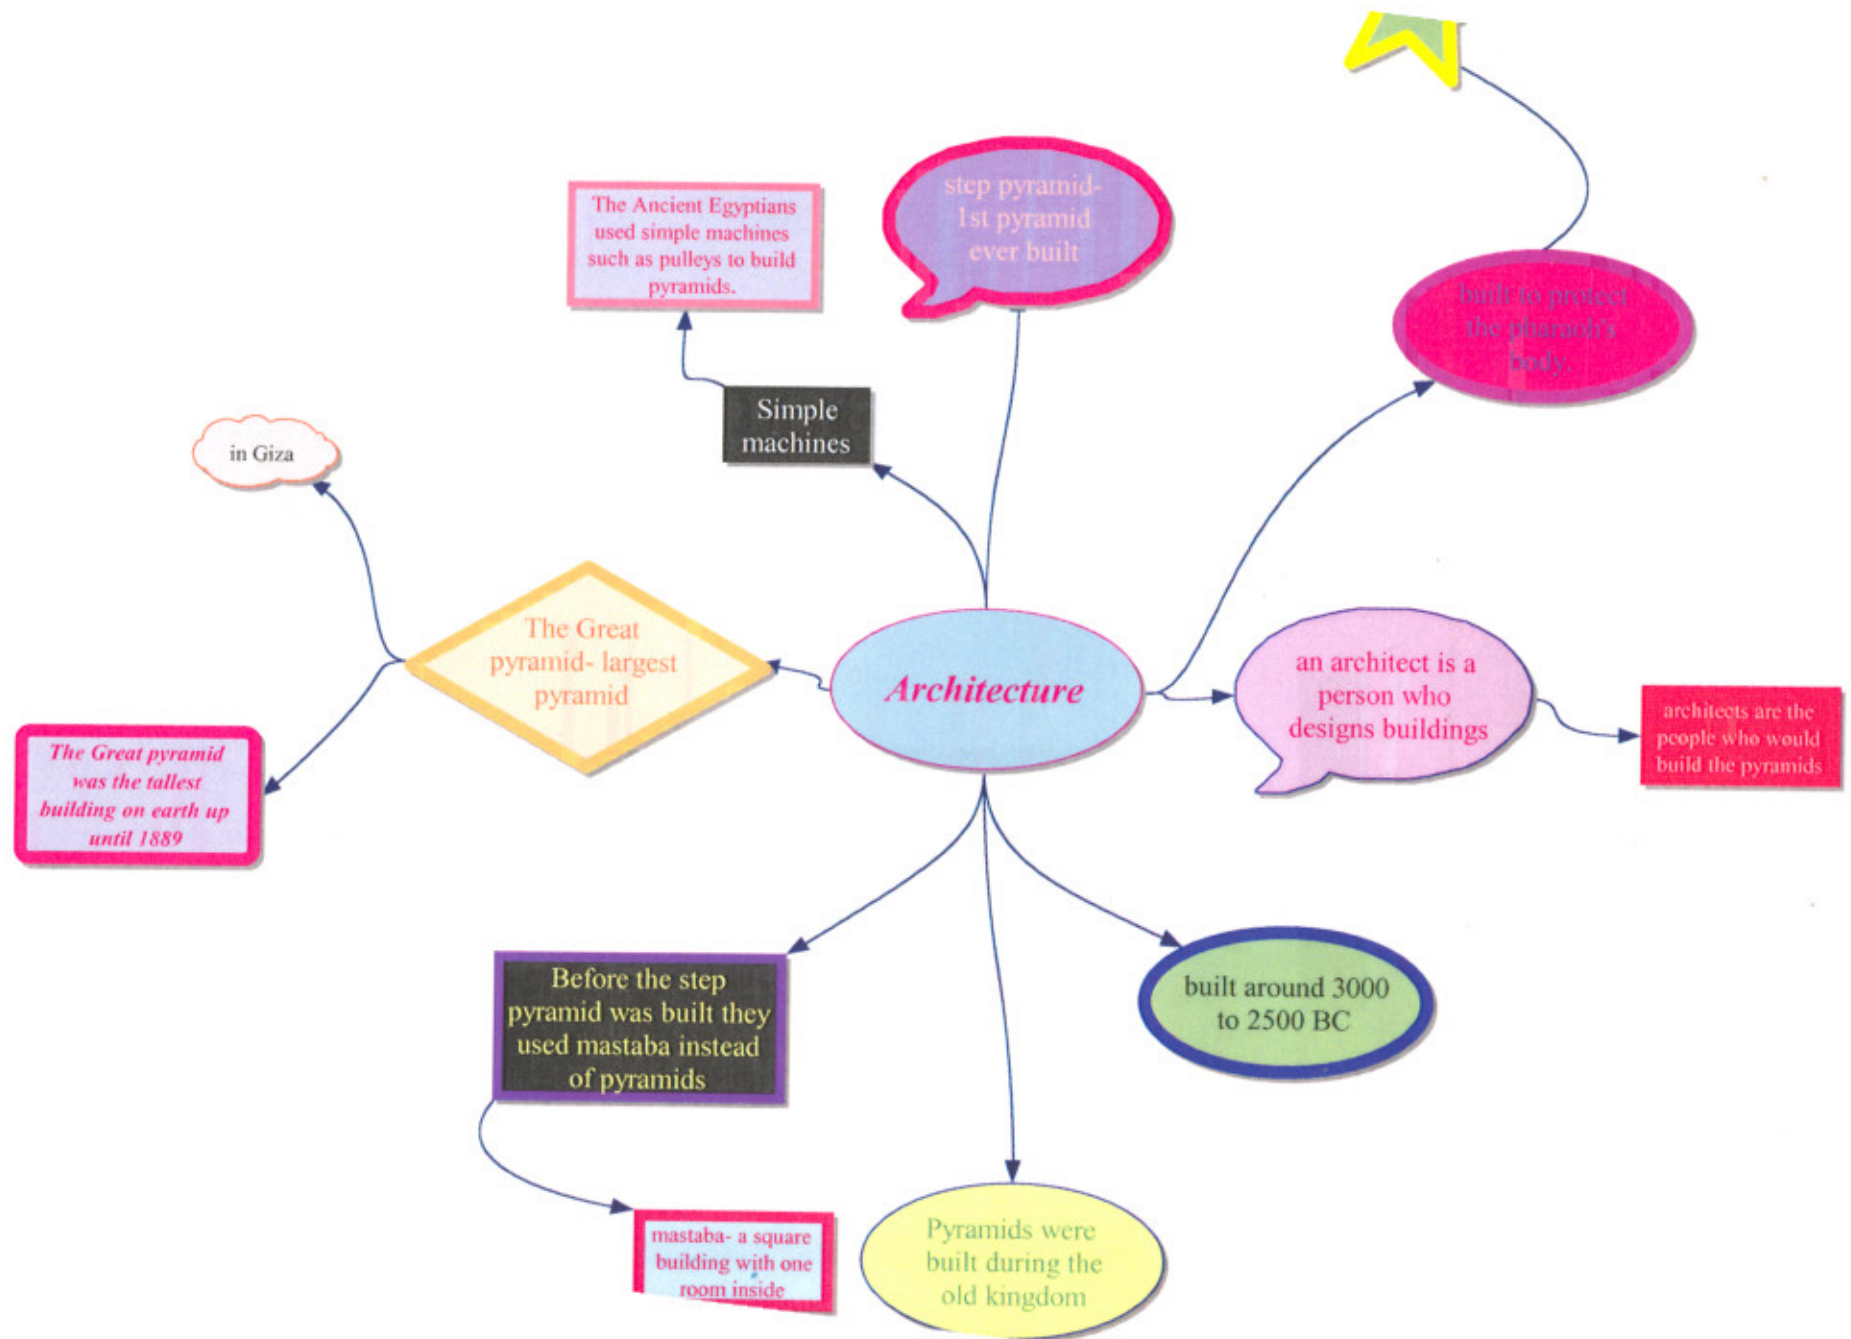 step pyramid-
1st pyramid
ever built
The Ancient Egyptians
used simple machines
such as pulleys to build
pyramids.
built to protect
the pharaoh's
body.
Simple
machines
in Giza
The Great
pyramid- largest
pyramid
Architecture
an architect is a
person who
designs buildings
architects are the
people who would
build the pyramids
The Great pyramid
was the tallest
building on earth up
until 1889
Before the step
pyramid was built they
used mastaba instead
of pyramids
built around 3000
to 2500 BC
mastaba- a square
building with one
room inside
Pyramids were
built during the
old kingdom